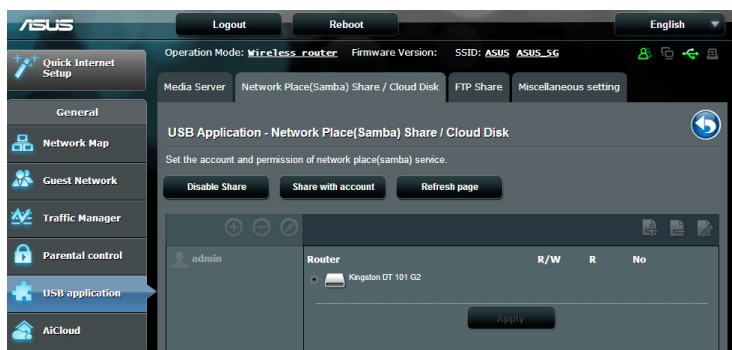 ASUS
Logout Reboot English
Quick Internet Setup
Operation Mode: Wireless router Firmware Version: SSID: ASUS ASUS_5G
Media Server Network Place(Samba) Share / Cloud Disk FTP Share Miscellaneous setting
General
Network Map
Guest Network
Traffic Manager
Parental control
USB application
AiCloud
USB Application - Network Place(Samba) Share / Cloud Disk
Set the account and permission of network place(samba) service.
Disable Share Share with account Refresh page
admin
Router R/W R No
Kingston DT 101 G2
Apply